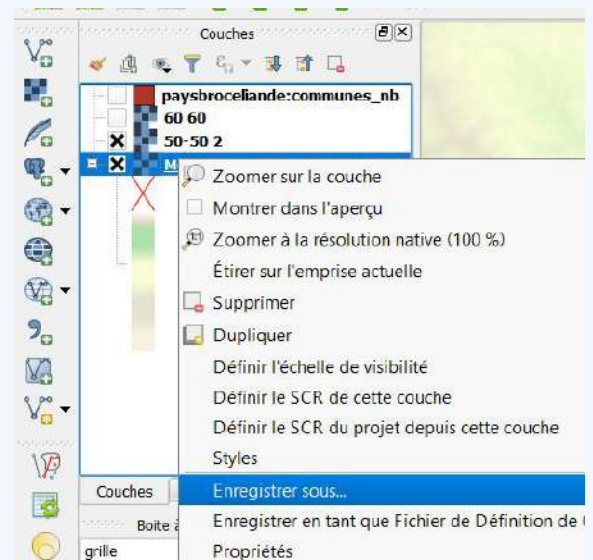 Couches
paysbroceliande:communes_nb
60 60
50-50 2
Zoomer sur la couche
Montrer dans l'aperçu
Zoomer à la résolution native (100 %)
Étirer sur l'emprise actuelle
Supprimer
Dupliquer
Définir l'échelle de visibilité
Définir le SCR de cette couche
Définir le SCR du projet depuis cette couche
Styles
Couches
Enregistrer sous...
Boite
Enregistrer en tant que Fichier de Définition de
grille
Propriétés